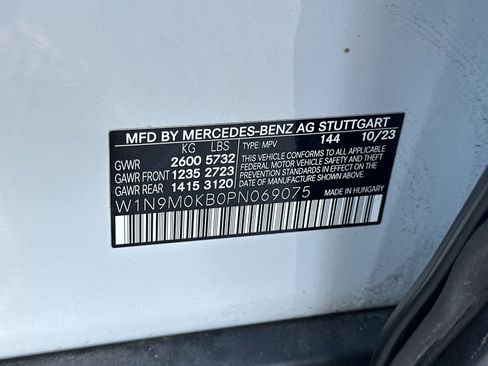 MFD BY MERCEDES-BENZ AG STUTTGART
KG LBS TYPE: MPV 144 10/23
GVWR 2600 5732 THIS VEHICLE CONFORMS TO ALL APPLICABLE
GAWR FRONT 1235 2723 FEDERAL MOTOR VEHICLE SAFETY AND THEFT
GAWR REAR 1415 3120 PREVENTION STANDARDS IN EFFECT ON THE
DATE OF MANUFACTURE SHOWN ABOVE.
W1N9M0KB0PN069075 MADE IN HUNGARY